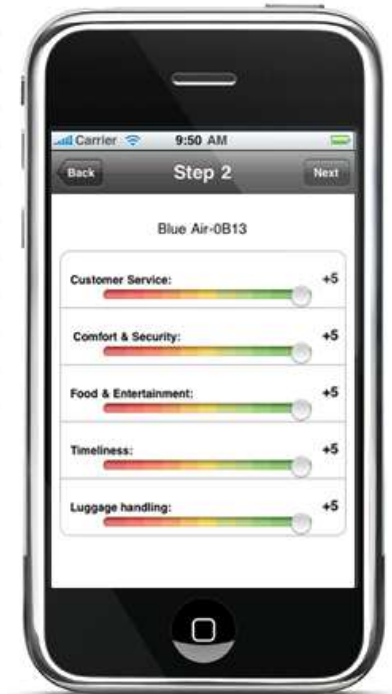 Carrier 9:50 AM
Back Step 2 Next
Blue Air-0B13
Customer Service: +5
Comfort & Security: +5
Food & Entertainment: +5
Timeliness: +5
Luggage handling: +5